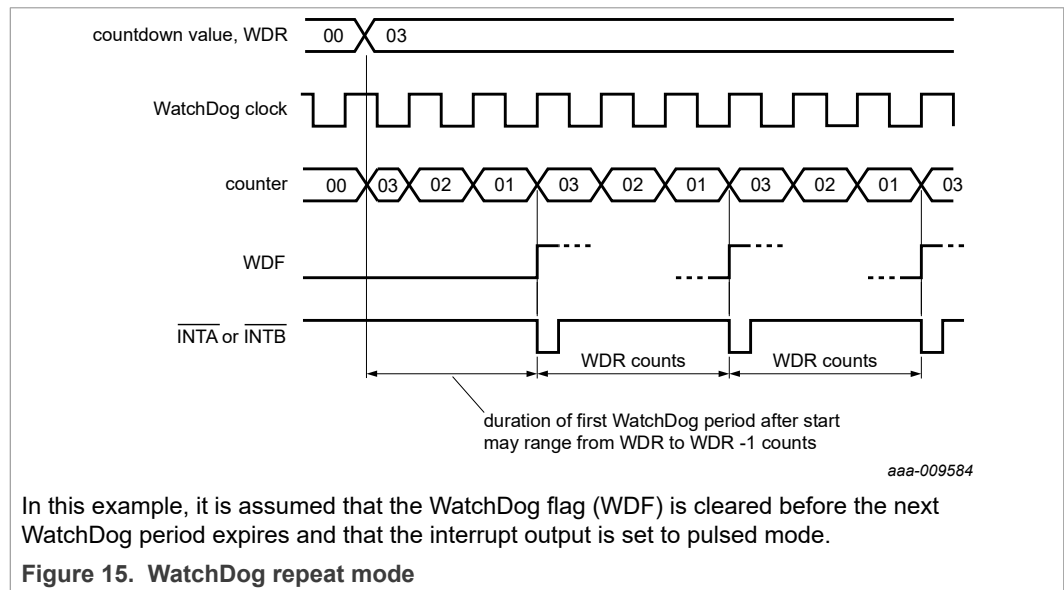 countdown value, WDR 00 03
WatchDog clock
counter 00 03 02 01 03 02 01 03 02 01 03
WDF
INTA or INTB
WDR counts WDR counts
duration of first WatchDog period after start
may range from WDR to WDR -1 counts
aaa-009584
In this example, it is assumed that the WatchDog flag (WDF) is cleared before the next
WatchDog period expires and that the interrupt output is set to pulsed mode.
Figure 15. WatchDog repeat mode